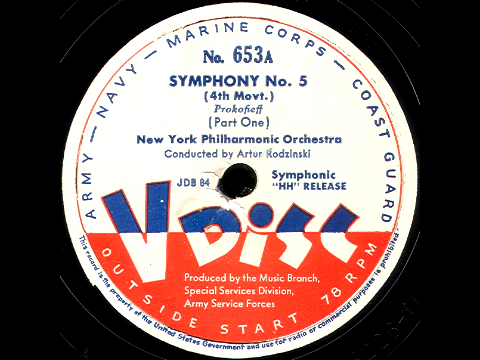 ARMY — NAVY — MARINE CORPS — COAST GUARD
No. 653A
SYMPHONY No. 5
(4th Movt.)
Prokofieff
(Part One)
New York Philharmonic Orchestra
Conducted by Artur Rodzinski
JDB 84
Symphonic
"HH" RELEASE
V DISC
Produced by the Music Branch,
Special Services Division,
Army Service Forces
OUTSIDE START 78 RPM
This record is the property of the United States Government and use for radio or commercial purposes is prohibited